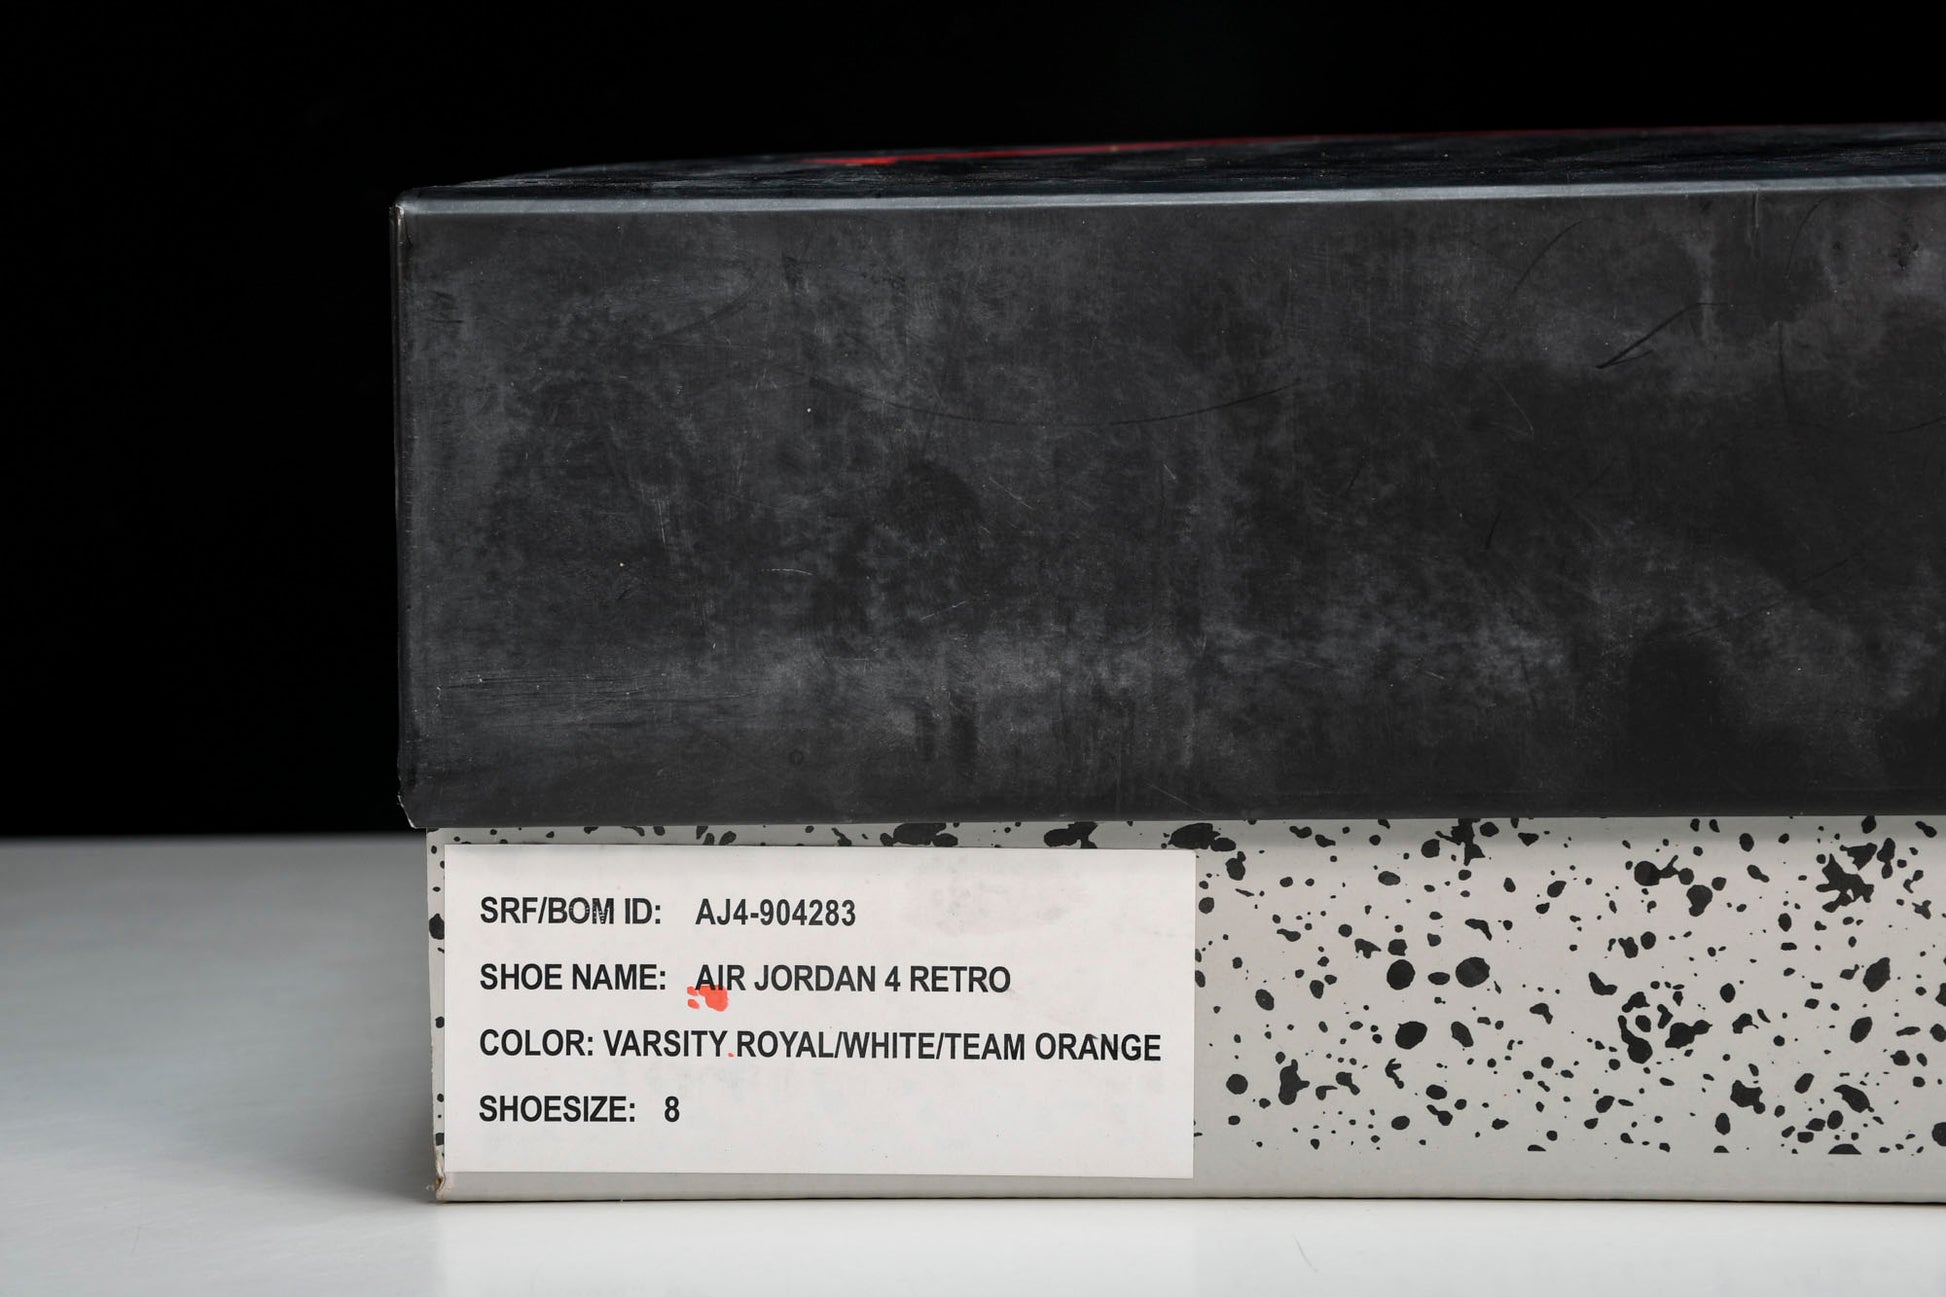 SRF/BOM ID: AJ4-904283
SHOE NAME: AIR JORDAN 4 RETRO
COLOR: VARSITY ROYAL/WHITE/TEAM ORANGE
SHOESIZE: 8